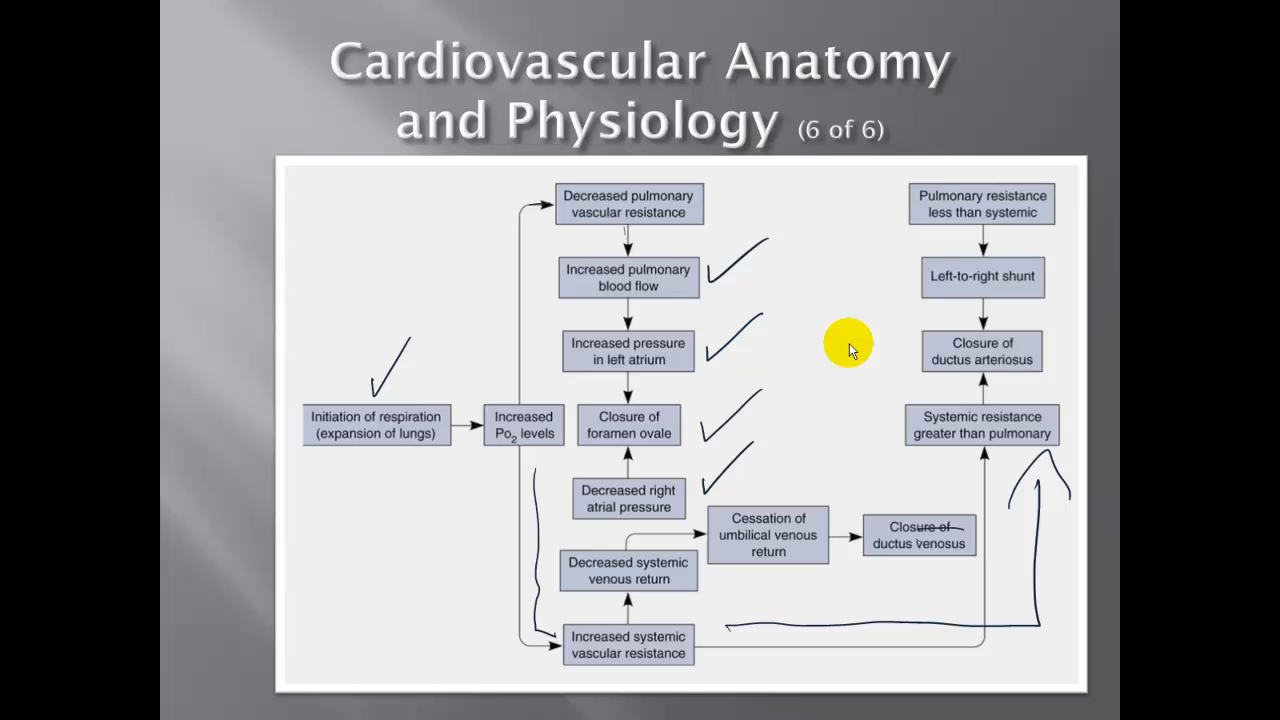 Cardiovascular Anatomy
and Physiology (6 of 6)
Decreased pulmonary
vascular resistance
Increased pulmonary
blood flow
Increased pressure
in left atrium
Initiation of respiration
(expansion of lungs)
Increased
Po2 levels
Closure of
foramen ovale
Decreased right
atrial pressure
Cessation of
umbilical venous
return
Closure of
ductus venosus
Decreased systemic
venous return
Increased systemic
vascular resistance
Pulmonary resistance
less than systemic
Left-to-right shunt
Closure of
ductus arteriosus
Systemic resistance
greater than pulmonary